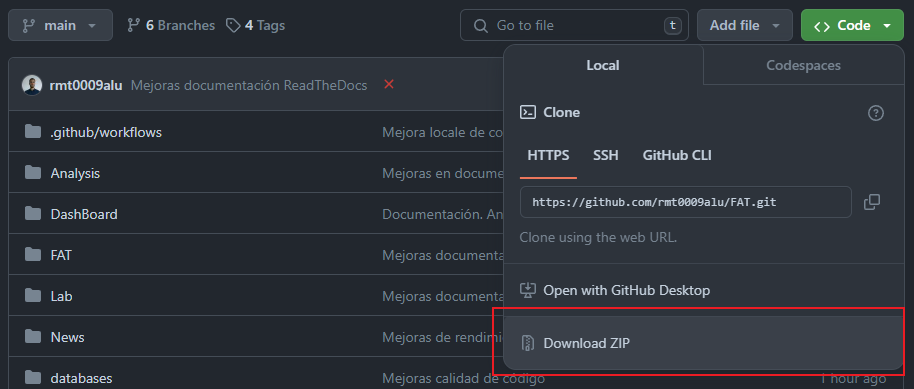 main 6 Branches 4 Tags Go to file t Add file Code
Local Codespaces
rmt0009alu Mejoras documentación ReadTheDocs
Clone
.github/workflows Mejora locale de co
HTTPS SSH GitHub CLI
Analysis Mejoras en docume
https://github.com/rmt0009alu/FAT.git
DashBoard Documentación. An
Clone using the web URL.
FAT Mejoras documenta
Open with GitHub Desktop
Lab Mejoras documenta
News Mejoras de rendimi
Download ZIP
databases Mejoras calidad de código 1 hour ago